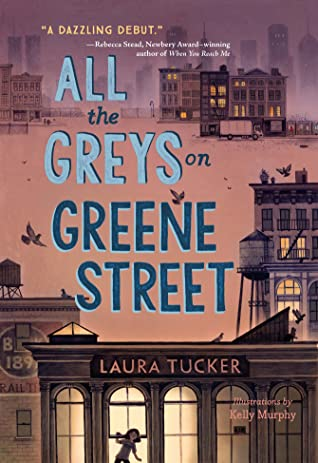 "A DAZZLING DEBUT."
—Rebecca Stead, Newbery Award–winning
author of When You Reach Me
ALL
the
GREYS on
GREENE
STREET
LAURA TUCKER
Illustrations by
Kelly Murphy